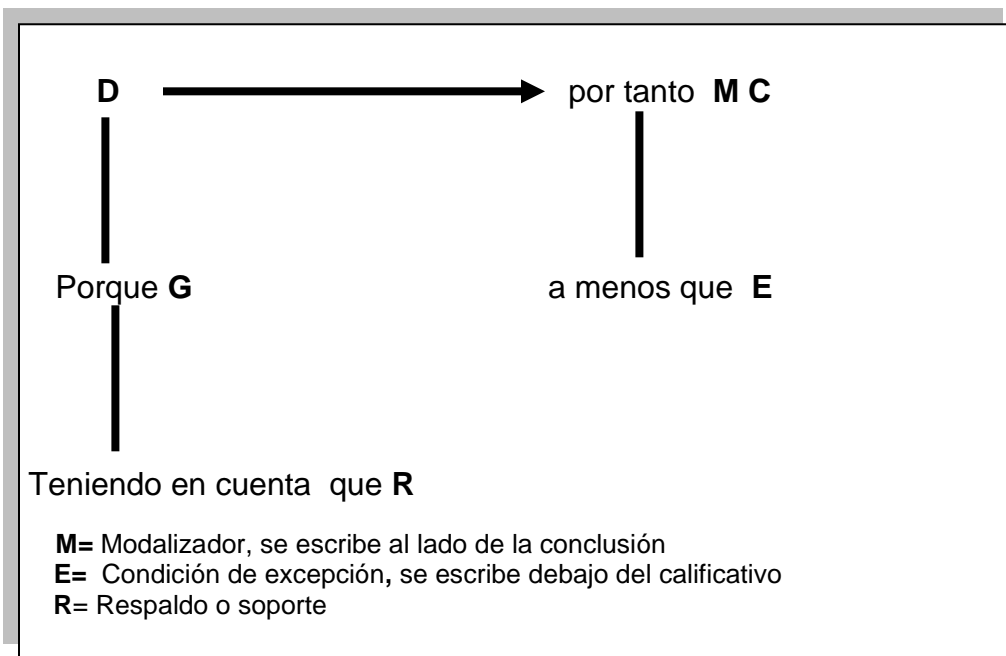 D por tanto M C
Porque G a menos que E
Teniendo en cuenta que R
M= Modalizador, se escribe al lado de la conclusión
E= Condición de excepción, se escribe debajo del calificativo
R= Respaldo o soporte